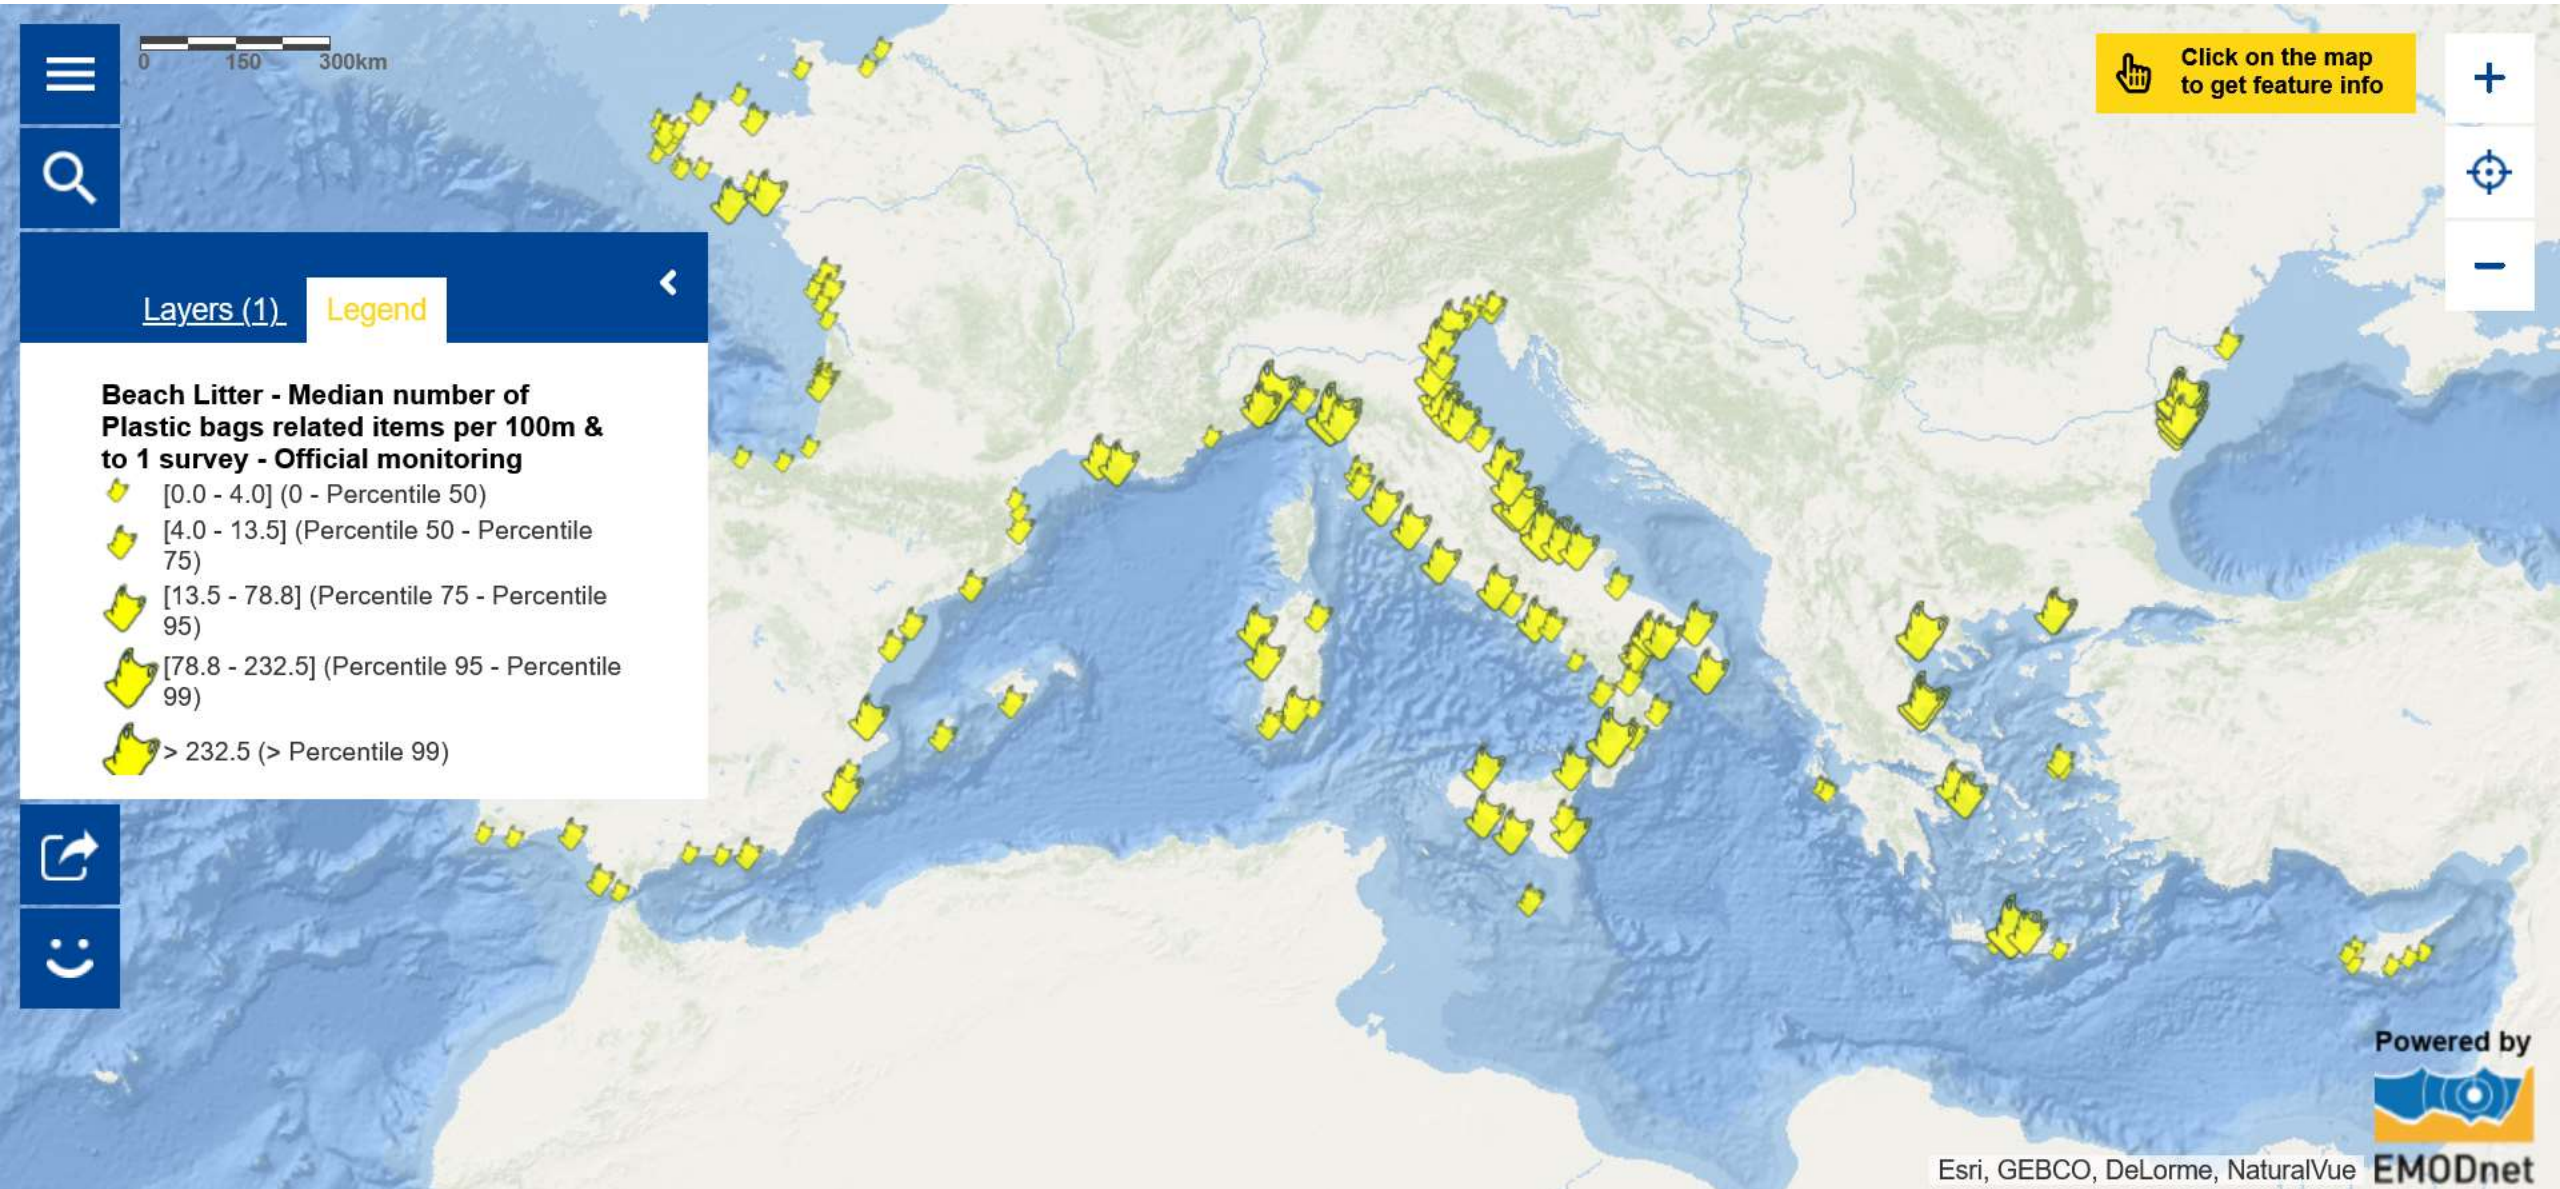 0 150 300km
Click on the map
to get feature info
Layers (1)
Legend
Beach Litter - Median number of
Plastic bags related items per 100m &
to 1 survey - Official monitoring
[0.0 - 4.0] (0 - Percentile 50)
[4.0 - 13.5] (Percentile 50 - Percentile
75)
[13.5 - 78.8] (Percentile 75 - Percentile
95)
[78.8 - 232.5] (Percentile 95 - Percentile
99)
> 232.5 (> Percentile 99)
Powered by
EMODnet
Esri, GEBCO, DeLorme, NaturalVue